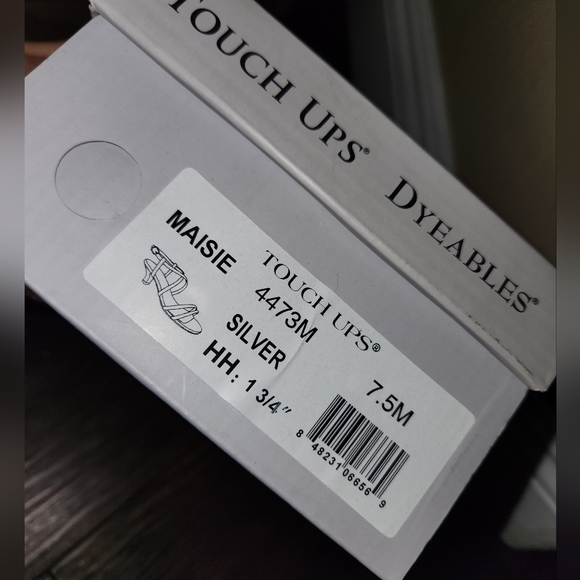 TOUCH UPS® DYEABLES®
TOUCH UPS®
MAISIE 4473M 7.5M
SILVER
HH: 1 3/4"
8 48231 06656 9